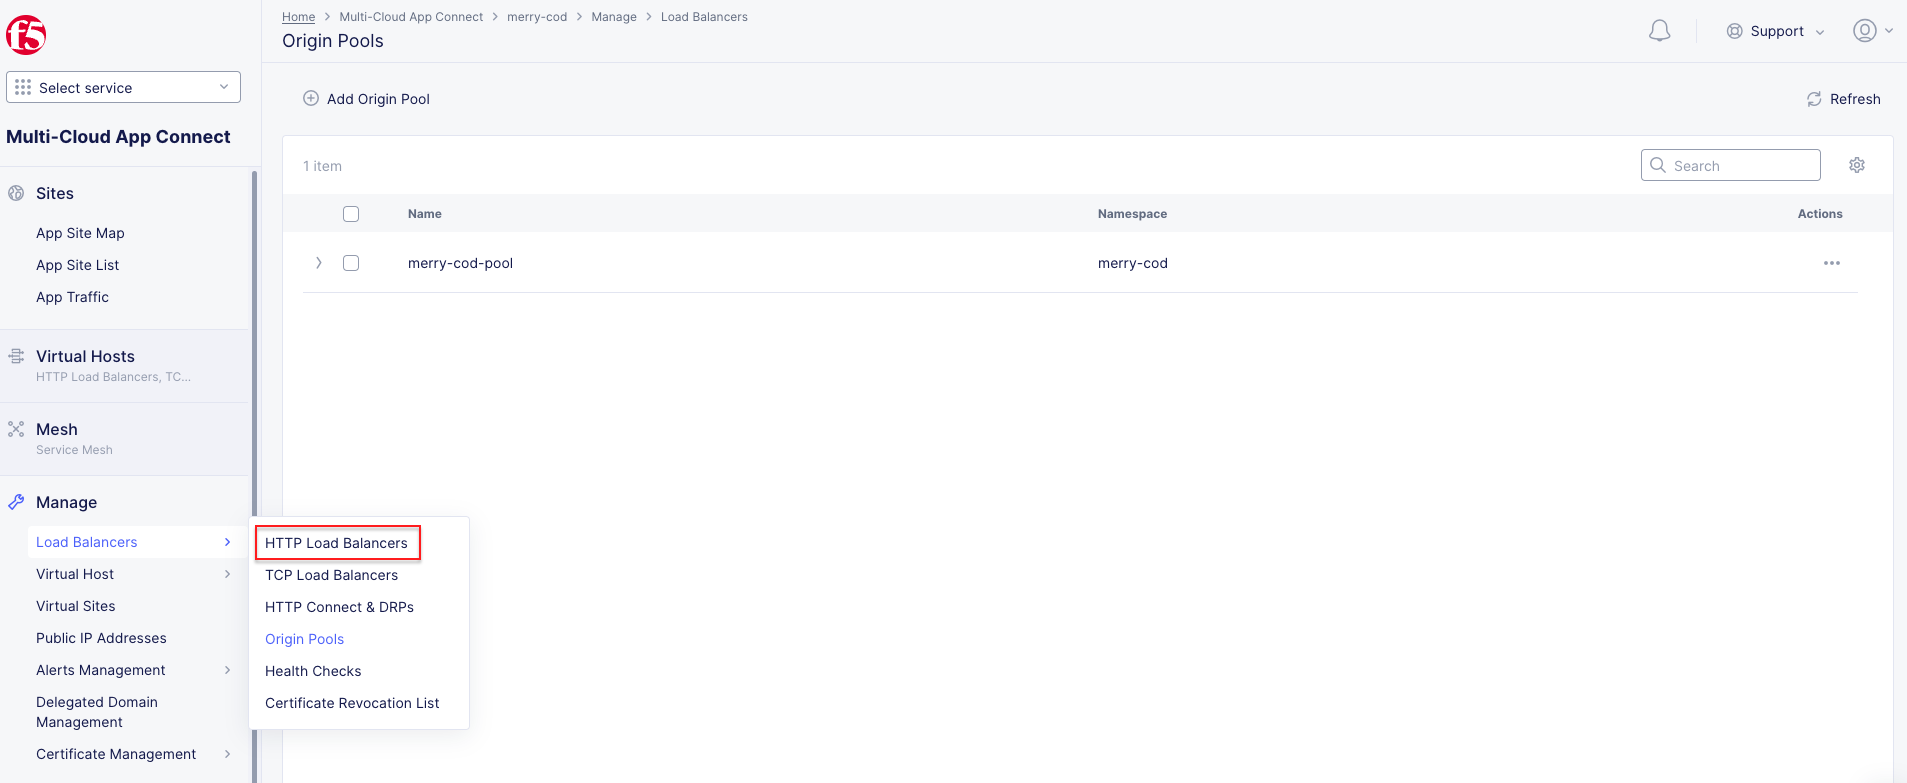 f5
Home > Multi-Cloud App Connect > merry-cod > Manage > Load Balancers
Origin Pools
Support
Select service
Multi-Cloud App Connect
Sites
App Site Map
App Site List
App Traffic
Virtual Hosts
HTTP Load Balancers, TC...
Mesh
Service Mesh
Manage
Load Balancers
Virtual Host
Virtual Sites
Public IP Addresses
Alerts Management
Delegated Domain
Management
Certificate Management
HTTP Load Balancers
TCP Load Balancers
HTTP Connect & DRPs
Origin Pools
Health Checks
Certificate Revocation List
Add Origin Pool
Refresh
1 item
Search
Name Namespace Actions
merry-cod-pool merry-cod